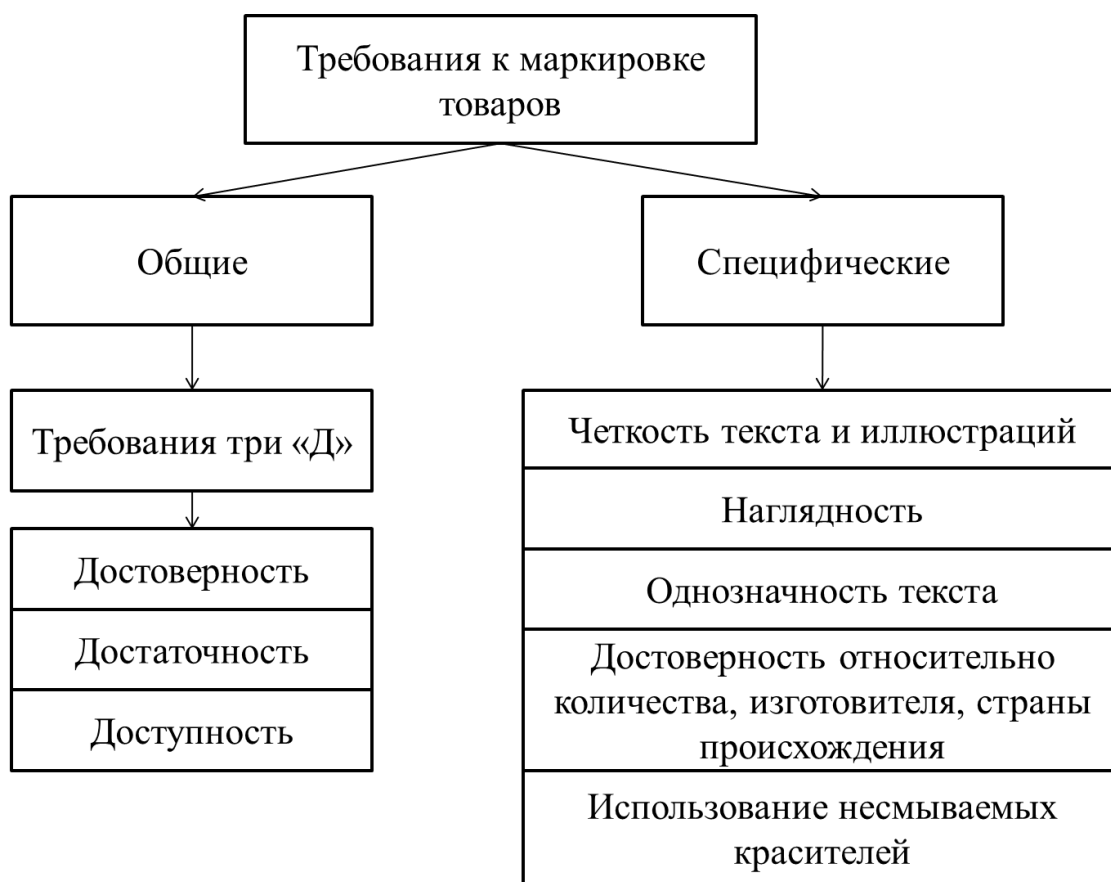 Требования к маркировке
товаров
Общие
Специфические
Требования три «Д»
Достоверность
Достаточность
Доступность
Четкость текста и иллюстраций
Наглядность
Однозначность текста
Достоверность относительно
количества, изготовителя, страны
происхождения
Использование несмываемых
красителей